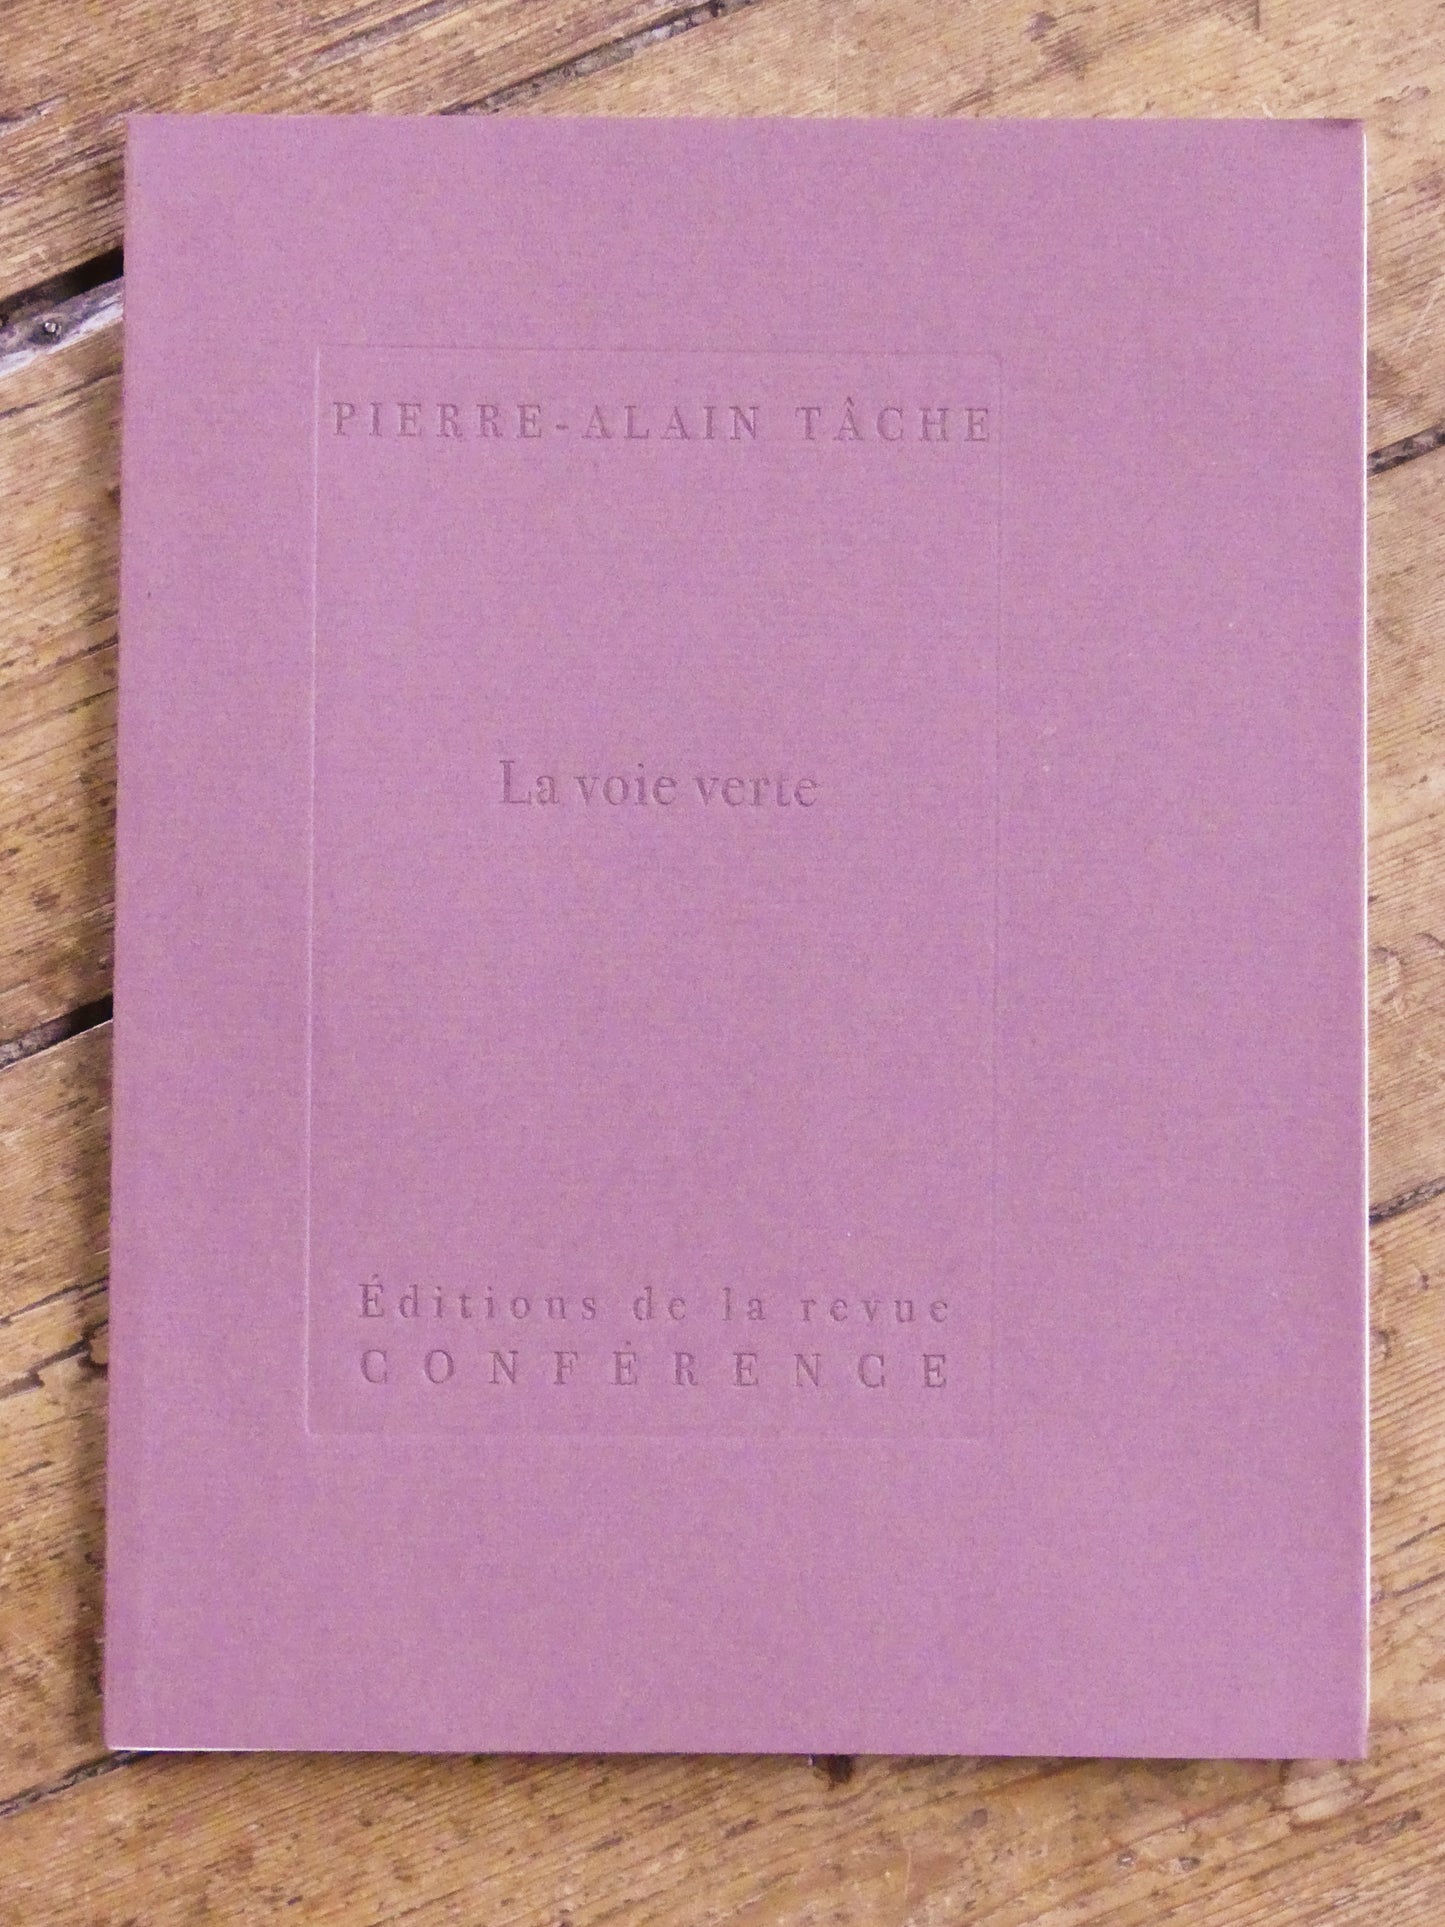 PIERRE-ALAIN TÂCHE
La voie verte
Éditions de la revue
CONFÉRENCE